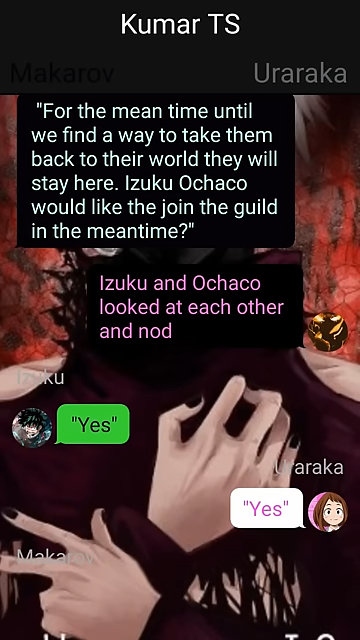 Kumar TS
Makarov
Uraraka
"For the mean time until
we find a way to take them
back to their world they will
stay here. Izuku Ochaco
would like the join the guild
in the meantime?"
Izuku and Ochaco
looked at each other
and nod
Izuku
"Yes"
Uraraka
"Yes"
Makarov